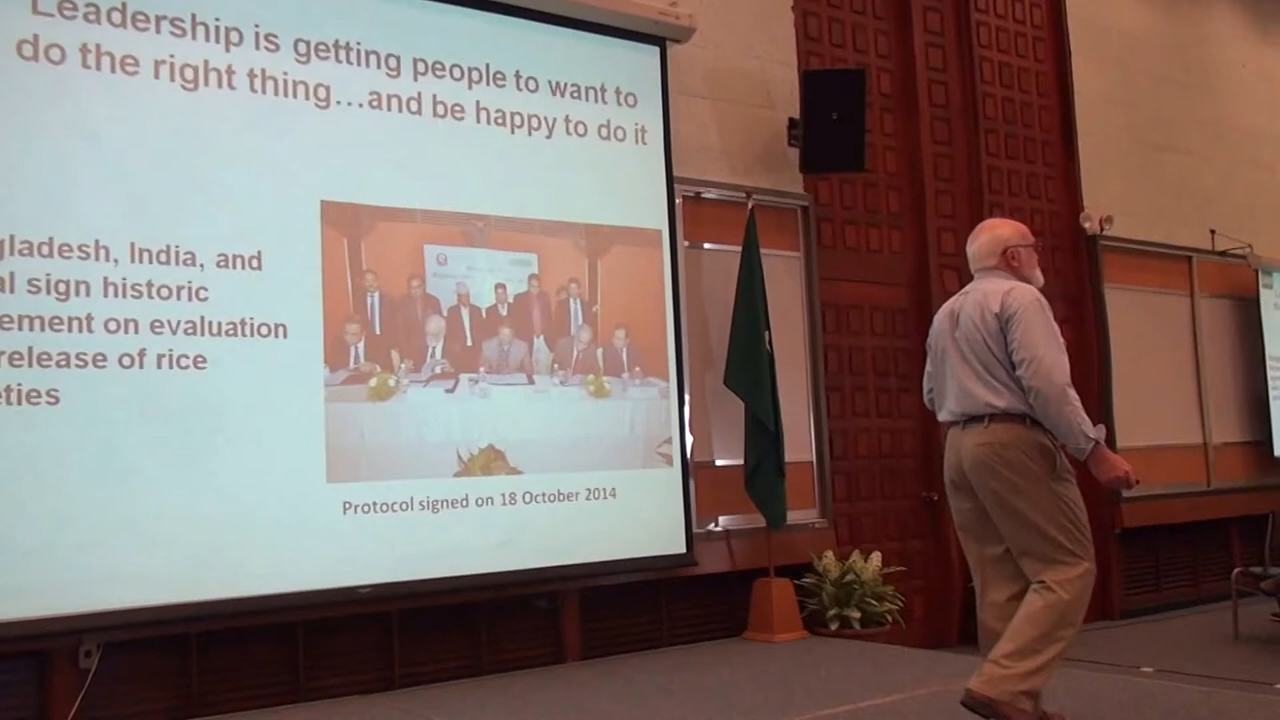 Leadership is getting people to want to
do the right thing...and be happy to do it
gladesh, India, and
al sign historic
ement on evaluation
release of rice
ties
Protocol signed on 18 October 2014